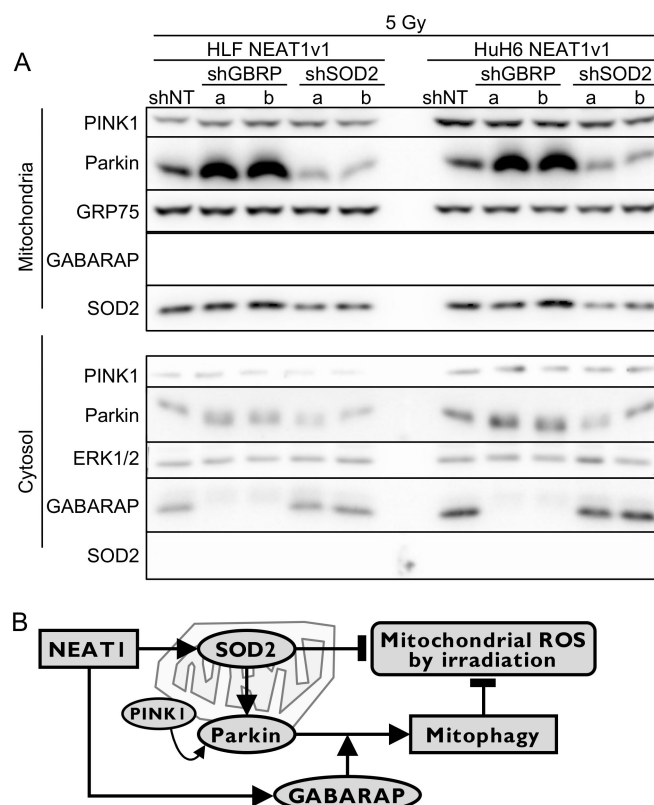 5 Gy
A
HLF NEAT1v1 HuH6 NEAT1v1
shGBRP shSOD2 shGBRP shSOD2
shNT a b a b shNT a b a b
Mitochondria
PINK1
Parkin
GRP75
GABARAP
SOD2
Cytosol
PINK1
Parkin
ERK1/2
GABARAP
SOD2
B
NEAT1 SOD2 Mitochondrial ROS
by irradiation
PINK1
Parkin Mitophagy
GABARAP